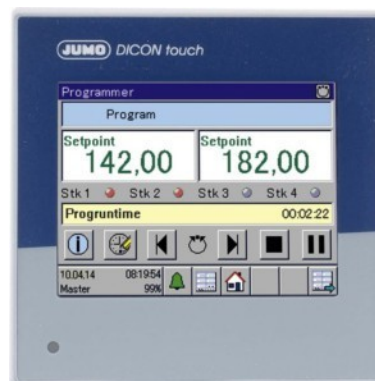 JUMO DICON touch
Programmer
Program
Setpoint Setpoint
142,00 182,00
Stk 1 Stk 2 Stk 3 Stk 4
Progruntime 00:02:22
10.04.14 08:19:54
Master 99%